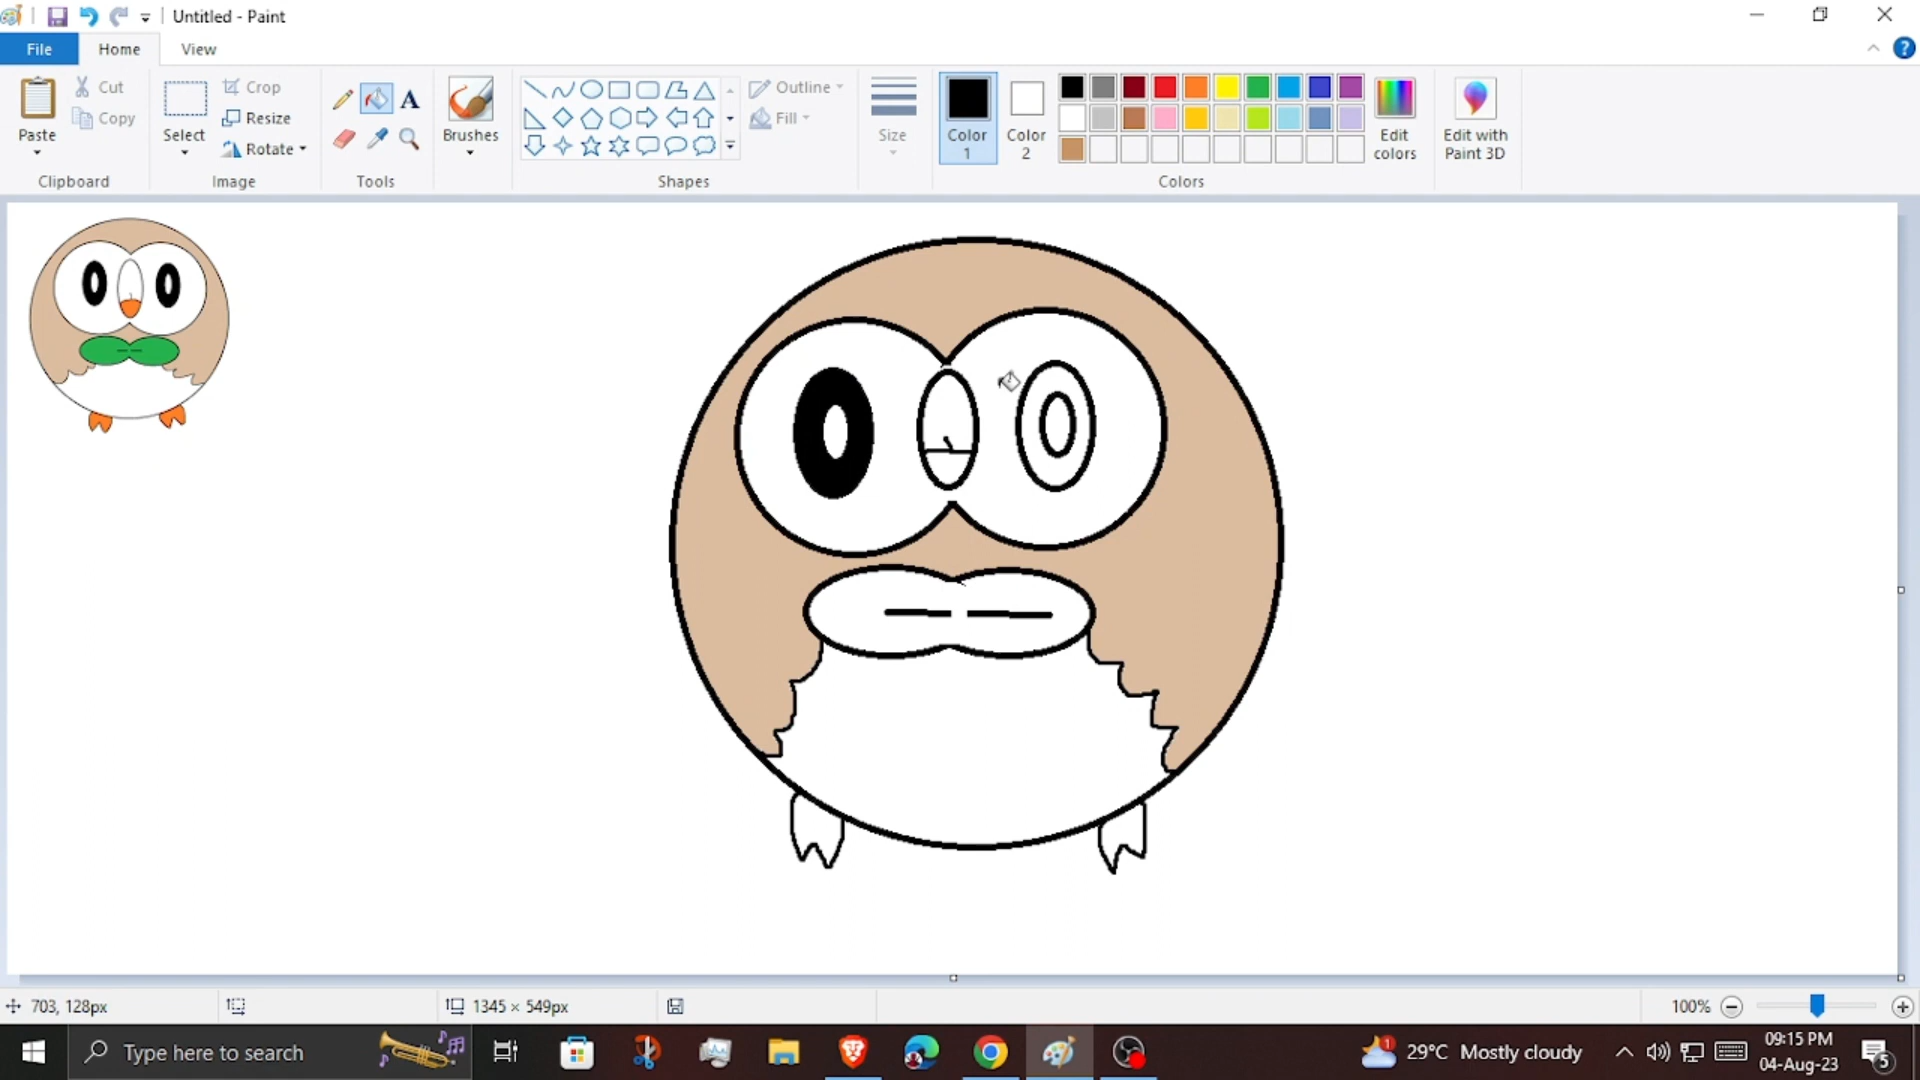 Untitled - Paint
File Home View
Paste
Cut
Copy
Clipboard
Select
Crop
Resize
Rotate
Image
A
Tools
Brushes
Shapes
Outline
Fill
Size
Color 1
Color 2
Colors
Edit colors
Edit with Paint 3D
703, 128px
1345 × 549px
100%
Type here to search
1
29°C Mostly cloudy
09:15 PM
04-Aug-23
5